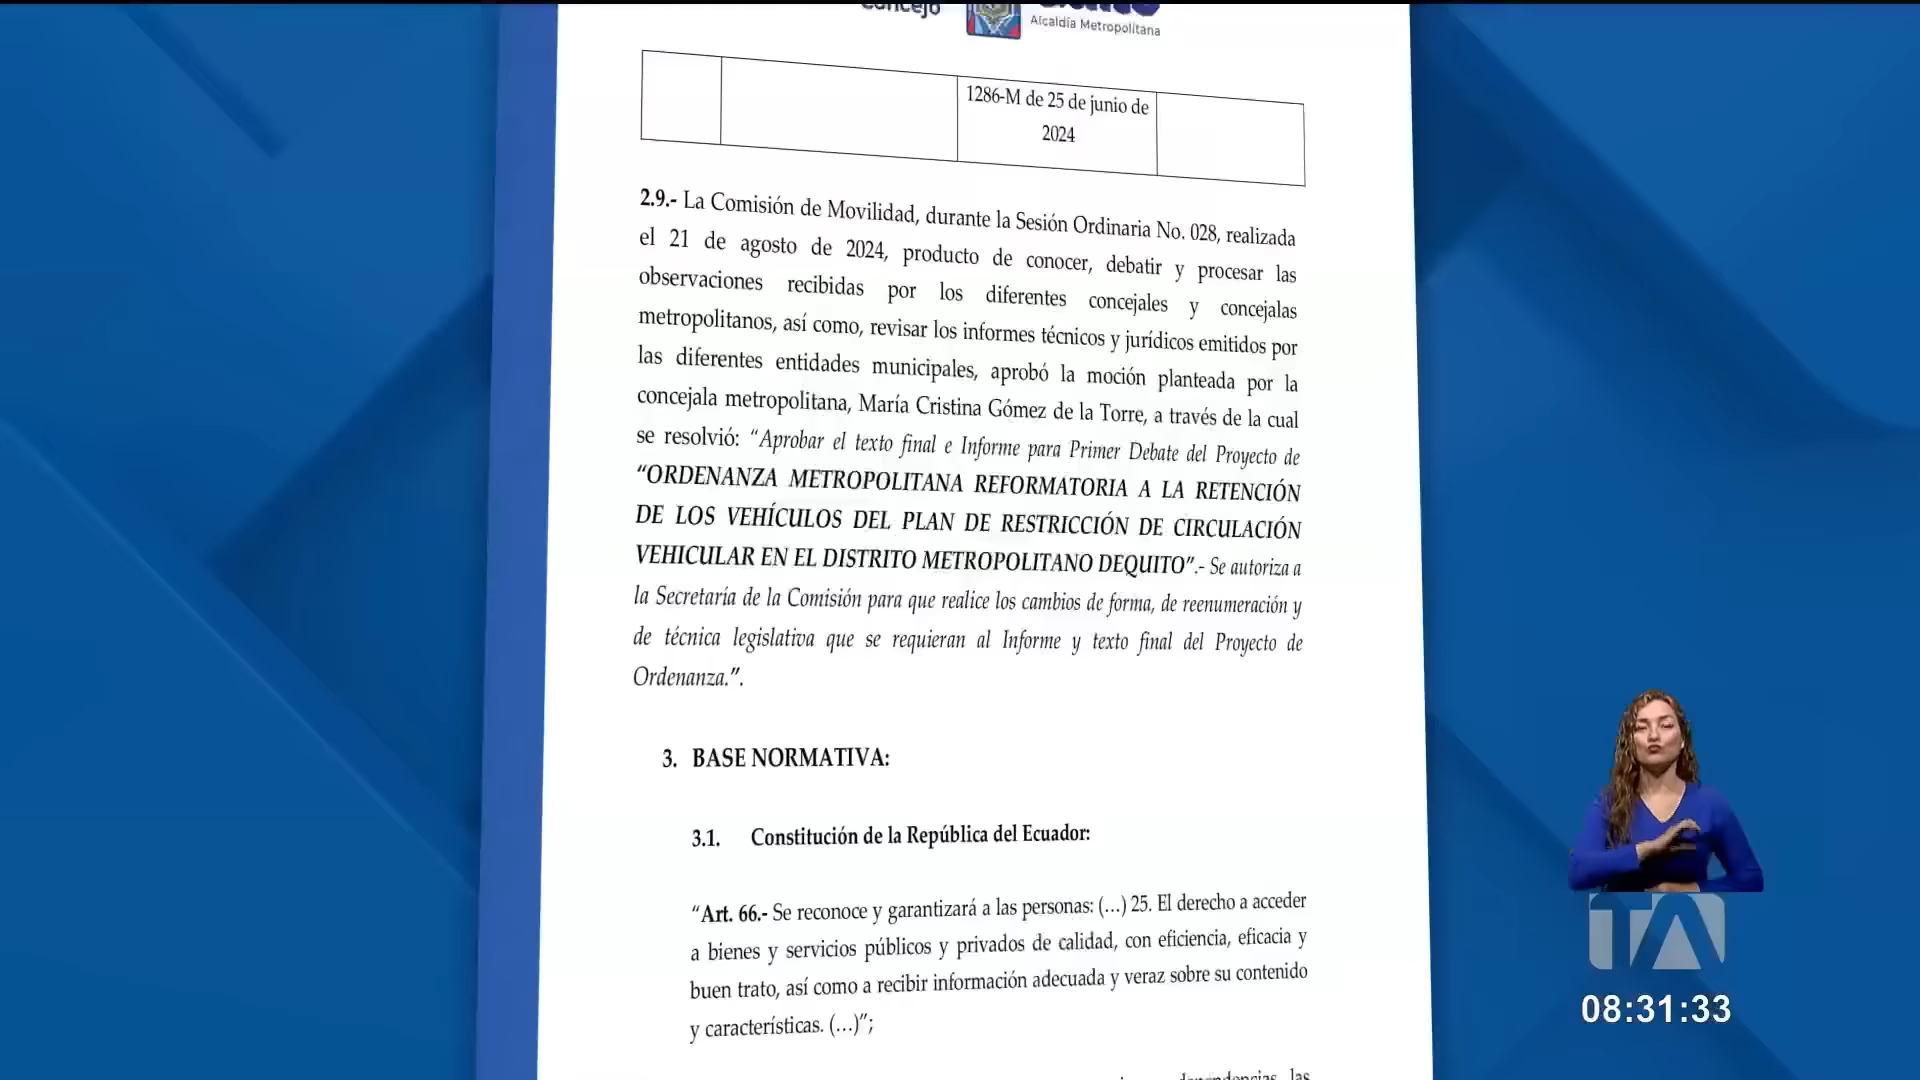 Concejo
Alcaldía Metropolitana
1286-M de 25 de junio de
2024
2.9.- La Comisión de Movilidad, durante la Sesión Ordinaria No. 028, realizada
el 21 de agosto de 2024, producto de conocer, debatir y procesar las
observaciones recibidas por los diferentes concejales y concejalas
metropolitanos, así como, revisar los informes técnicos y jurídicos emitidos por
las diferentes entidades municipales, aprobó la moción planteada por la
concejala metropolitana, María Cristina Gómez de la Torre, a través de la cual
se resolvió: “Aprobar el texto final e Informe para Primer Debate del Proyecto de
“ORDENANZA METROPOLITANA REFORMATORIA A LA RETENCIÓN
DE LOS VEHÍCULOS DEL PLAN DE RESTRICCIÓN DE CIRCULACIÓN
VEHICULAR EN EL DISTRITO METROPOLITANO DEQUITO”.- Se autoriza a
la Secretaría de la Comisión para que realice los cambios de forma, de reenumeración y
de técnica legislativa que se requieran al Informe y texto final del Proyecto de
Ordenanza.”.
3. BASE NORMATIVA:
3.1. Constitución de la República del Ecuador:
“Art. 66.- Se reconoce y garantizará a las personas: (...) 25. El derecho a acceder
a bienes y servicios públicos y privados de calidad, con eficiencia, eficacia y
buen trato, así como a recibir información adecuada y veraz sobre su contenido
y características. (...)”;
las
TA
08:31:33